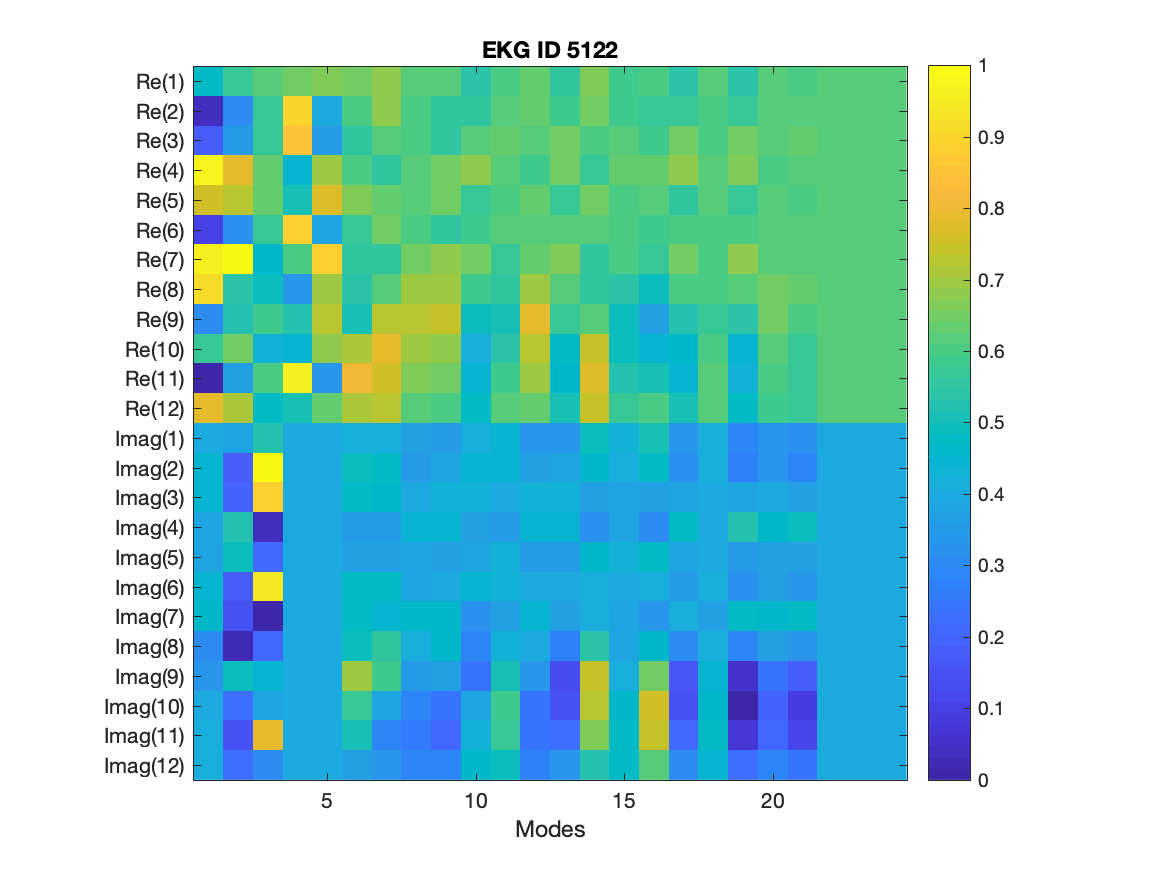 EKG ID 5122
Re(1)
Re(2)
Re(3)
Re(4)
Re(5)
Re(6)
Re(7)
Re(8)
Re(9)
Re(10)
Re(11)
Re(12)
Imag(1)
Imag(2)
Imag(3)
Imag(4)
Imag(5)
Imag(6)
Imag(7)
Imag(8)
Imag(9)
Imag(10)
Imag(11)
Imag(12)
5 10 15 20
Modes
1
0.9
0.8
0.7
0.6
0.5
0.4
0.3
0.2
0.1
0